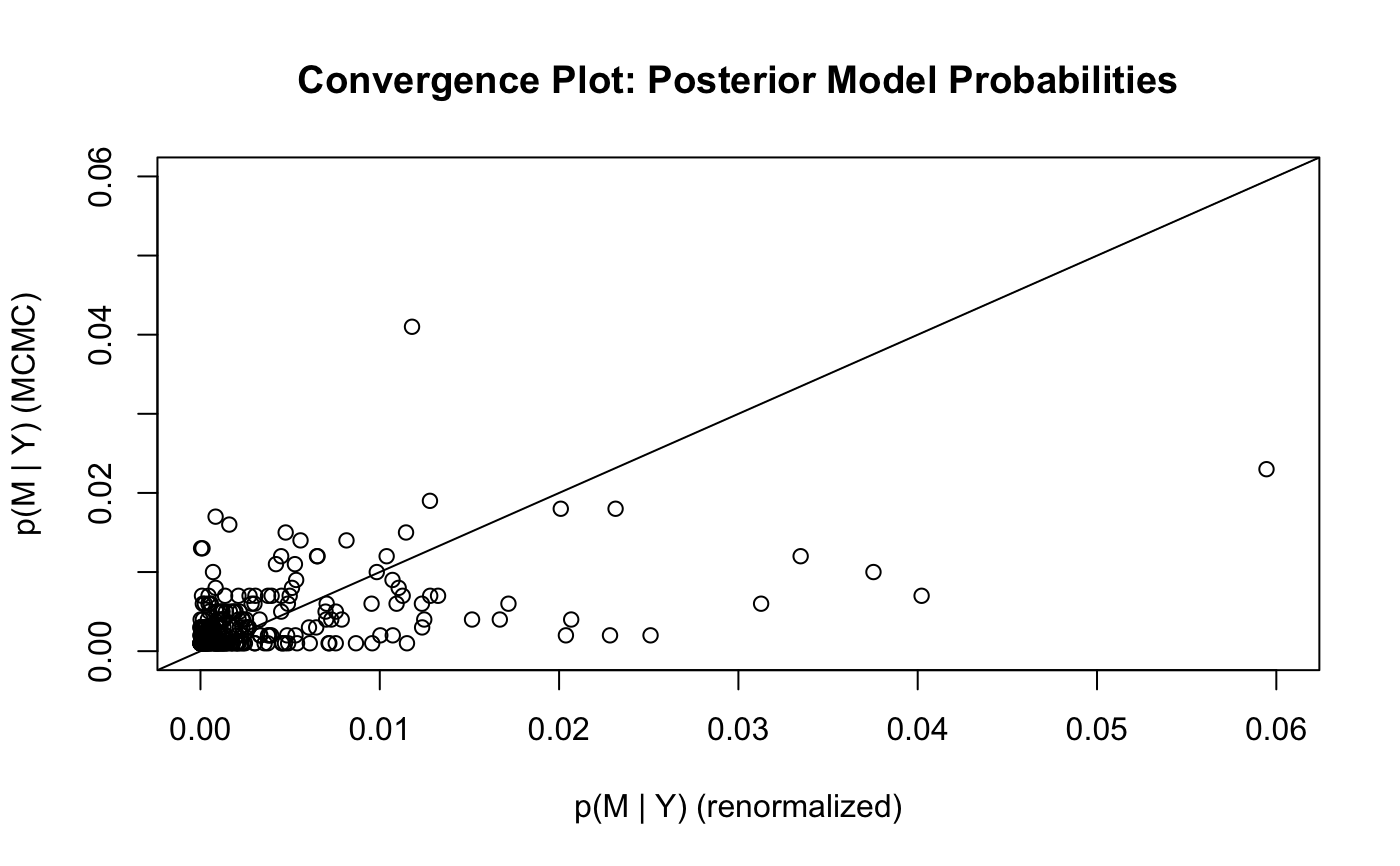 Convergence Plot: Posterior Model Probabilities
p(M | Y) (MCMC)
0.06
0.04
0.02
0.00
0.00 0.01 0.02 0.03 0.04 0.05 0.06
p(M | Y) (renormalized)